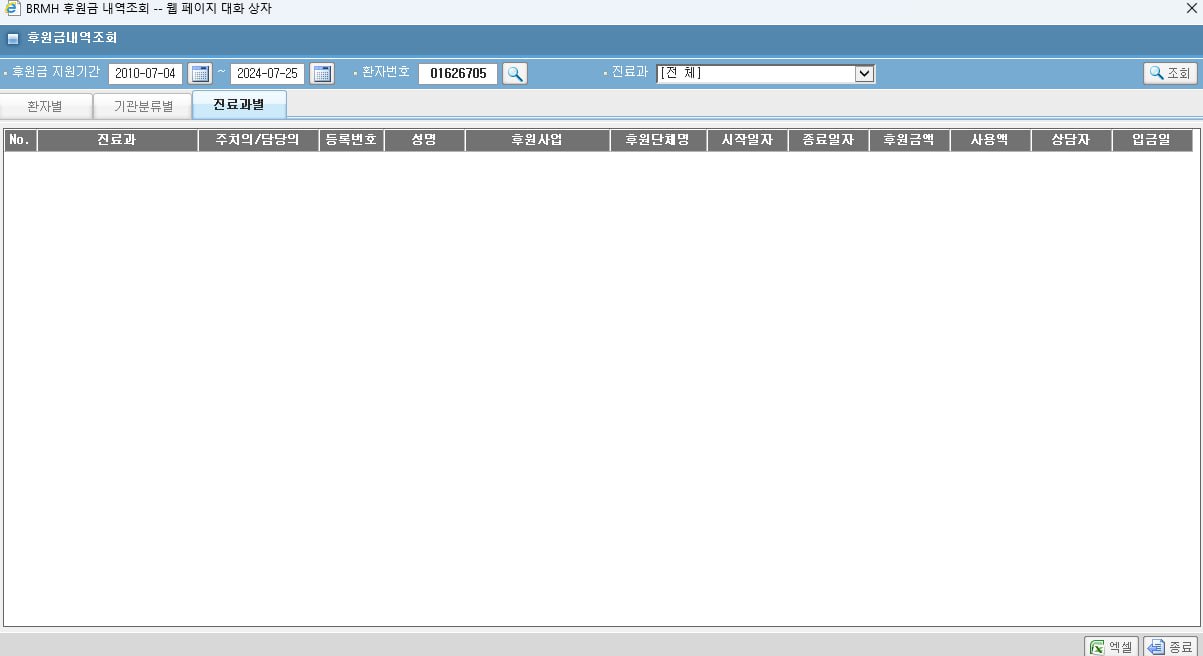 BRMH 후원금 내역조회 -- 웹 페이지 대화 상자
후원금내역조회
후원금 지원기간 2010-07-04 ~ 2024-07-25 환자번호 01626705 진료과 [전 체] 조회
환자별 기관분류별 진료과별
No. 진료과 주치의/담당의 등록번호 성명 후원사업 후원단체명 시작일자 종료일자 후원금액 사용액 상담자 입금일
엑셀 종료